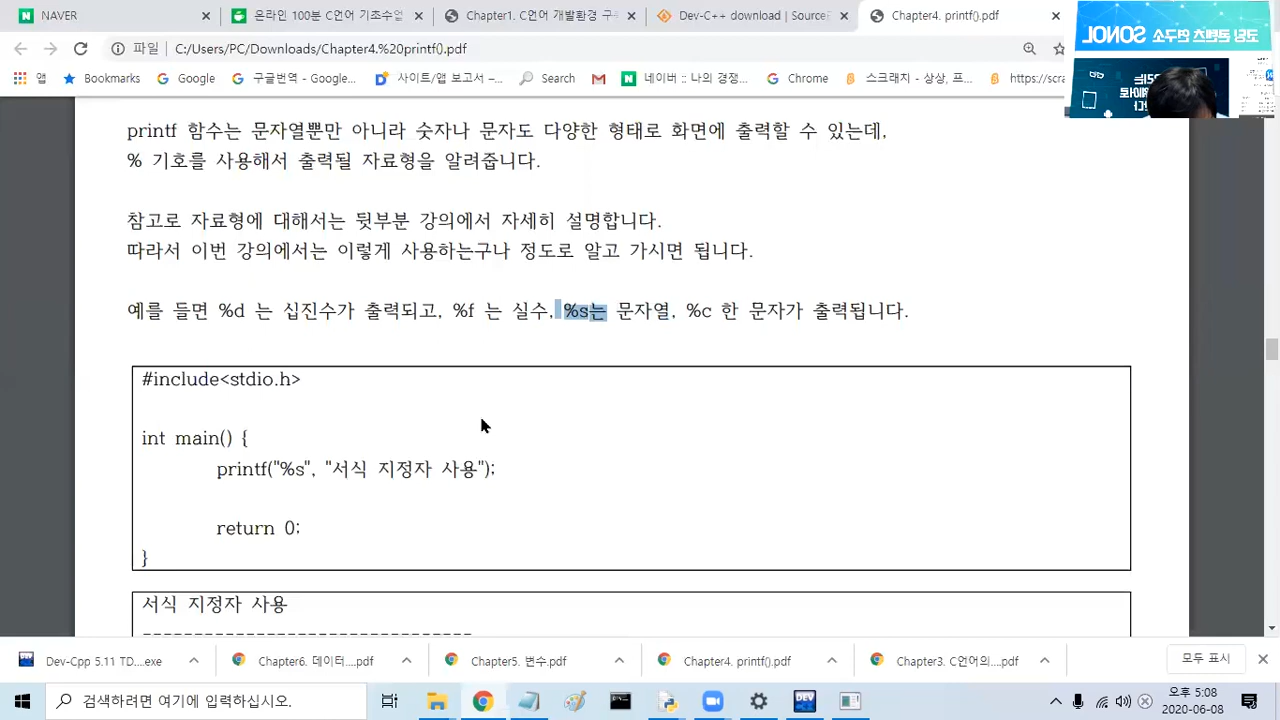 NAVER
온라인 100분 C언어 기초수업
Chapter1. C언어 개발환경 구
Dev-C++ download | Source
Chapter4. printf().pdf
파일 | C:/Users/PC/Downloads/Chapter4.%20printf().pdf
앱 Bookmarks Google 구글번역 - Google... 사이트/앱 보고서 -... Search 네이버 :: 나의 경쟁... Chrome 스크래치 - 상상, 프... https://scra
코딩 콘텐츠 연구소 SONOL
printf 함수는 문자열뿐만 아니라 숫자나 문자도 다양한 형태로 화면에 출력할 수 있는데,
% 기호를 사용해서 출력될 자료형을 알려줍니다.
참고로 자료형에 대해서는 뒷부분 강의에서 자세히 설명합니다.
따라서 이번 강의에서는 이렇게 사용하는구나 정도로 알고 가시면 됩니다.
예를 들면 %d 는 십진수가 출력되고, %f 는 실수, %s는 문자열, %c 한 문자가 출력됩니다.
#include<stdio.h>
int main() {
printf("%s", "서식 지정자 사용");
return 0;
}
서식 지정자 사용
--------------------------------
Dev-Cpp 5.11 TD....exe
Chapter6. 데이터....pdf
Chapter5. 변수.pdf
Chapter4. printf().pdf
Chapter3. C언어의....pdf
모두 표시
검색하려면 여기에 입력하십시오.
DEV
오후 5:08
2020-06-08